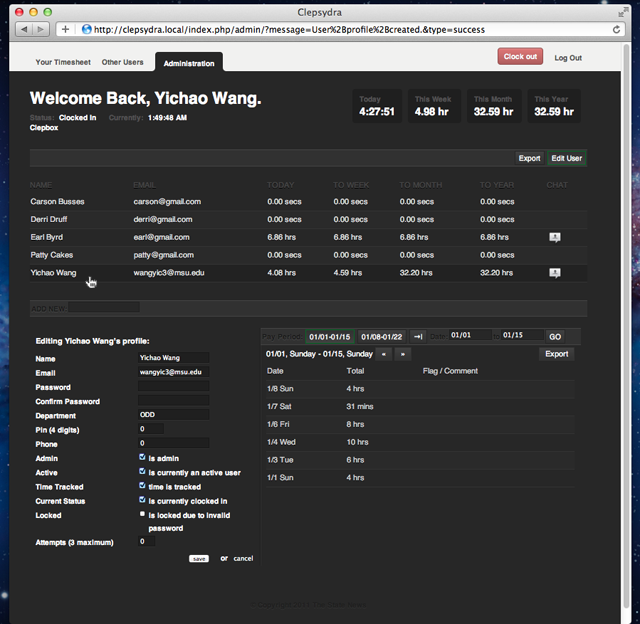 Clepsydra
http://clepsydra.local/index.php/admin/?message=User%2Bprofile%2Bcreated.&type=success
Your Timesheet Other Users Administration Clock out Log Out
Welcome Back, Yichao Wang.
Status: Clocked In Currently: 1:49:48 AM
Clepbox
Today This Week This Month This Year
4:27:51 4.98 hr 32.59 hr 32.59 hr
Export Edit User
NAME EMAIL TODAY TO WEEK TO MONTH TO YEAR CHAT
Carson Busses carson@gmail.com 0.00 secs 0.00 secs 0.00 secs 0.00 secs
Derri Druff derri@gmail.com 0.00 secs 0.00 secs 0.00 secs 0.00 secs
Earl Byrd earl@gmail.com 6.86 hrs 6.86 hrs 6.86 hrs 6.86 hrs
Patty Cakes patty@gmail.com 0.00 secs 0.00 secs 0.00 secs 0.00 secs
Yichao Wang wangyic3@msu.edu 4.08 hrs 4.59 hrs 32.20 hrs 32.20 hrs
ADD NEW
Editing Yichao Wang's profile:
Name Yichao Wang
Email wangyic3@msu.edu
Password
Confirm Password
Department ODD
Pin (4 digits) 0
Phone 0
Admin is admin
Active is currently an active user
Time Tracked time is tracked
Current Status is currently clocked in
Locked is locked due to invalid
password
Attempts (3 maximum) 0
save or cancel
Pay Period: 01/01-01/15 01/08-01/22 Date: 01/01 to 01/15 GO
01/01, Sunday - 01/15, Sunday « » Export
Date Total Flag / Comment
1/8 Sun 4 hrs
1/7 Sat 31 mins
1/6 Fri 8 hrs
1/4 Wed 10 hrs
1/3 Tue 6 hrs
1/1 Sun 4 hrs